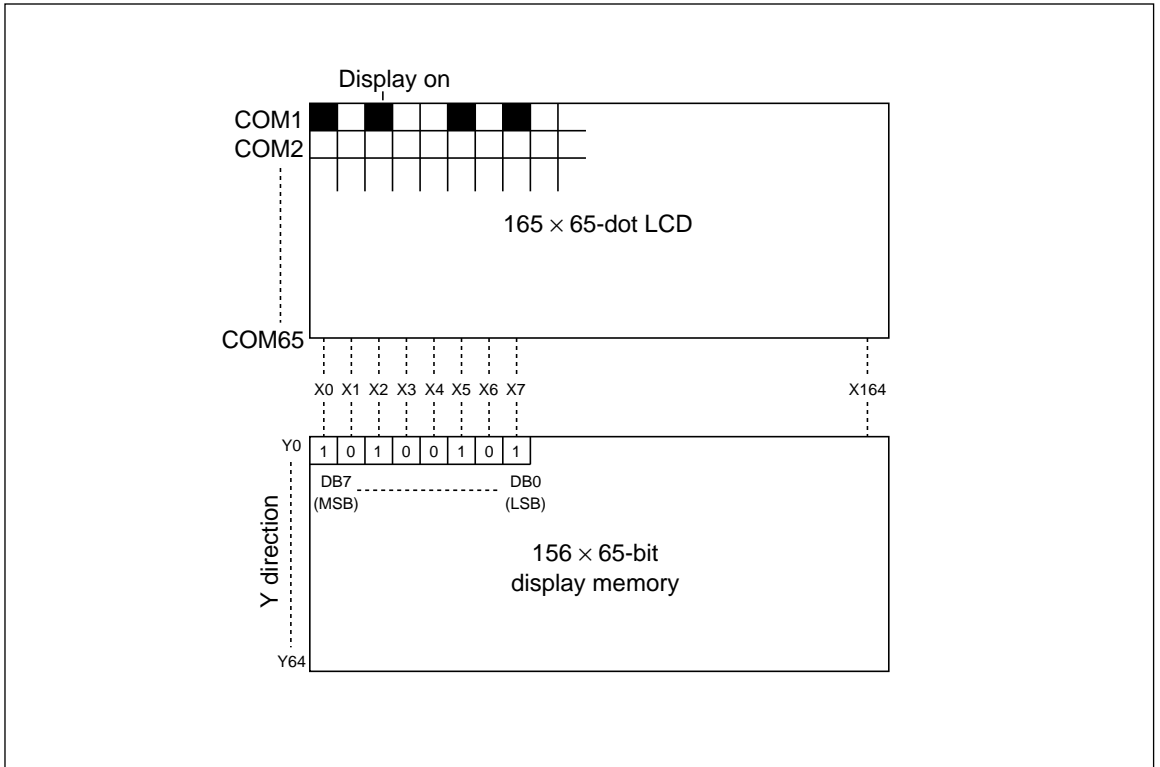 Display on
COM1
COM2
165 × 65-dot LCD
COM65
X0 X1 X2 X3 X4 X5 X6 X7 X164
Y0 1 0 1 0 0 1 0 1
DB7 DB0
(MSB) (LSB)
Y direction
156 × 65-bit
display memory
Y64